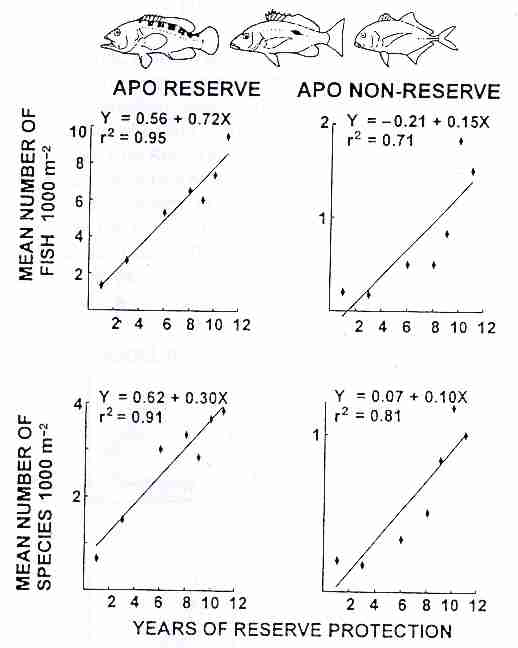 APO RESERVE
APO NON-RESERVE
MEAN NUMBER OF
FISH 1000 m⁻²
Y = 0.56 + 0.72X
r² = 0.95
10
8
6
4
2
2 4 6 8 10 12
Y = −0.21 + 0.15X
r² = 0.71
2
1
2 4 6 8 10 12
MEAN NUMBER OF
SPECIES 1000 m⁻²
Y = 0.62 + 0.30X
r² = 0.91
4
2
2 4 6 8 10 12
Y = 0.07 + 0.10X
r² = 0.81
1
2 4 6 8 10 12
YEARS OF RESERVE PROTECTION